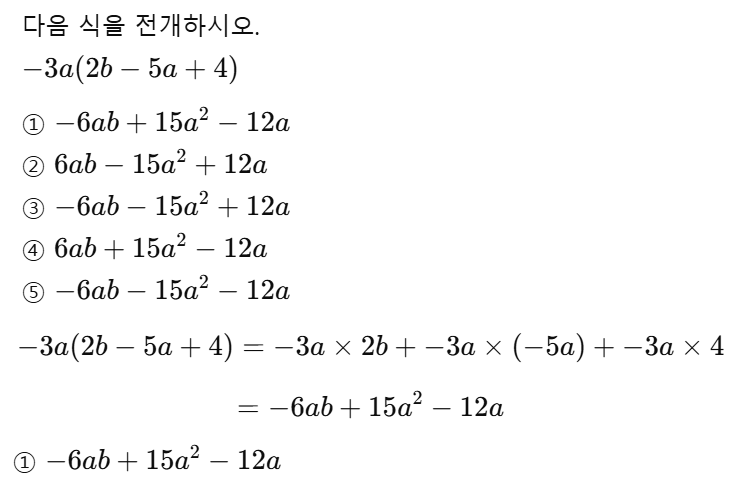 다음 식을 전개하시오.
−3a(2b − 5a + 4)
① −6ab + 15a² − 12a
② 6ab − 15a² + 12a
③ −6ab − 15a² + 12a
④ 6ab + 15a² − 12a
⑤ −6ab − 15a² − 12a
−3a(2b − 5a + 4) = −3a × 2b + −3a × (−5a) + −3a × 4
= −6ab + 15a² − 12a
① −6ab + 15a² − 12a